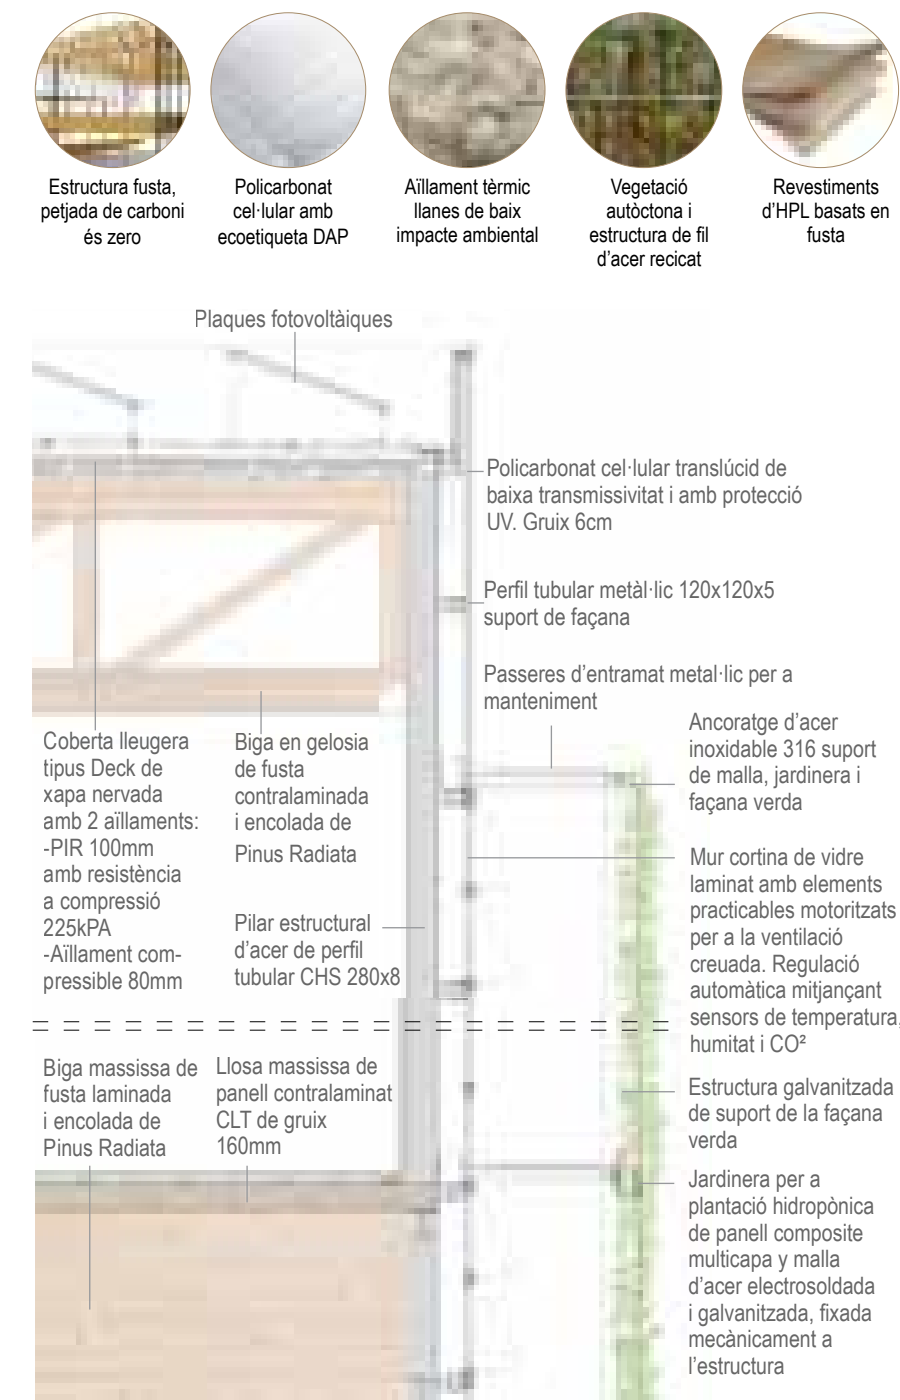 Estructura fusta,
petjada de carboni
és zero
Policarbonat
cel·lular amb
ecoetiqueta DAP
Aïllament tèrmic
llanes de baix
impacte ambiental
Vegetació
autòctona i
estructura de fil
d’acer recicat
Revestiments
d’HPL basats en
fusta
Plaques fotovoltàiques
Policarbonat cel·lular translúcid de
baixa transmissivitat i amb protecció
UV. Gruix 6cm
Perfil tubular metàl·lic 120x120x5
suport de façana
Passeres d’entramat metal·lic per a
manteniment
Coberta lleugera
tipus Deck de
xapa nervada
amb 2 aïllaments:
-PIR 100mm
amb resistència
a compressió
225kPA
-Aïllament com-
pressible 80mm
Biga en gelosia
de fusta
contralaminada
i encolada de
Pinus Radiata
Pilar estructural
d’acer de perfil
tubular CHS 280x8
Ancoratge d’acer
inoxidable 316 suport
de malla, jardinera i
façana verda
Mur cortina de vidre
laminat amb elements
practicables motoritzats
per a la ventilació
creuada. Regulació
automàtica mitjançant
sensors de temperatura,
humitat i CO²
Biga massissa de
fusta laminada
i encolada de
Pinus Radiata
Llosa massissa de
panell contralaminat
CLT de gruix
160mm
Estructura galvanitzada
de suport de la façana
verda
Jardinera per a
plantació hidropònica
de panell composite
multicapa y malla
d’acer electrosoldada
i galvanitzada, fixada
mecànicament a
l’estructura